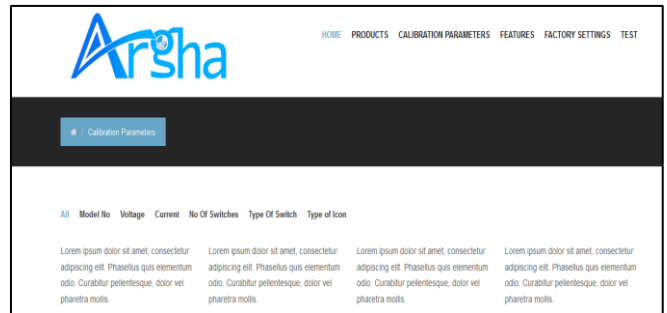 Argha
HOME PRODUCTS CALIBRATION PARAMETERS FEATURES FACTORY SETTINGS TEST
/ Calibration Parameters
All Model No Voltage Current No Of Switches Type Of Switch Type of Icon
Lorem ipsum dolor sit amet, consectetur
adipiscing elit. Phasellus quis elementum
odio. Curabitur pellentesque, dolor vel
pharetra mollis.
Lorem ipsum dolor sit amet, consectetur
adipiscing elit. Phasellus quis elementum
odio. Curabitur pellentesque, dolor vel
pharetra mollis.
Lorem ipsum dolor sit amet, consectetur
adipiscing elit. Phasellus quis elementum
odio. Curabitur pellentesque, dolor vel
pharetra mollis.
Lorem ipsum dolor sit amet, consectetur
adipiscing elit. Phasellus quis elementum
odio. Curabitur pellentesque, dolor vel
pharetra mollis.